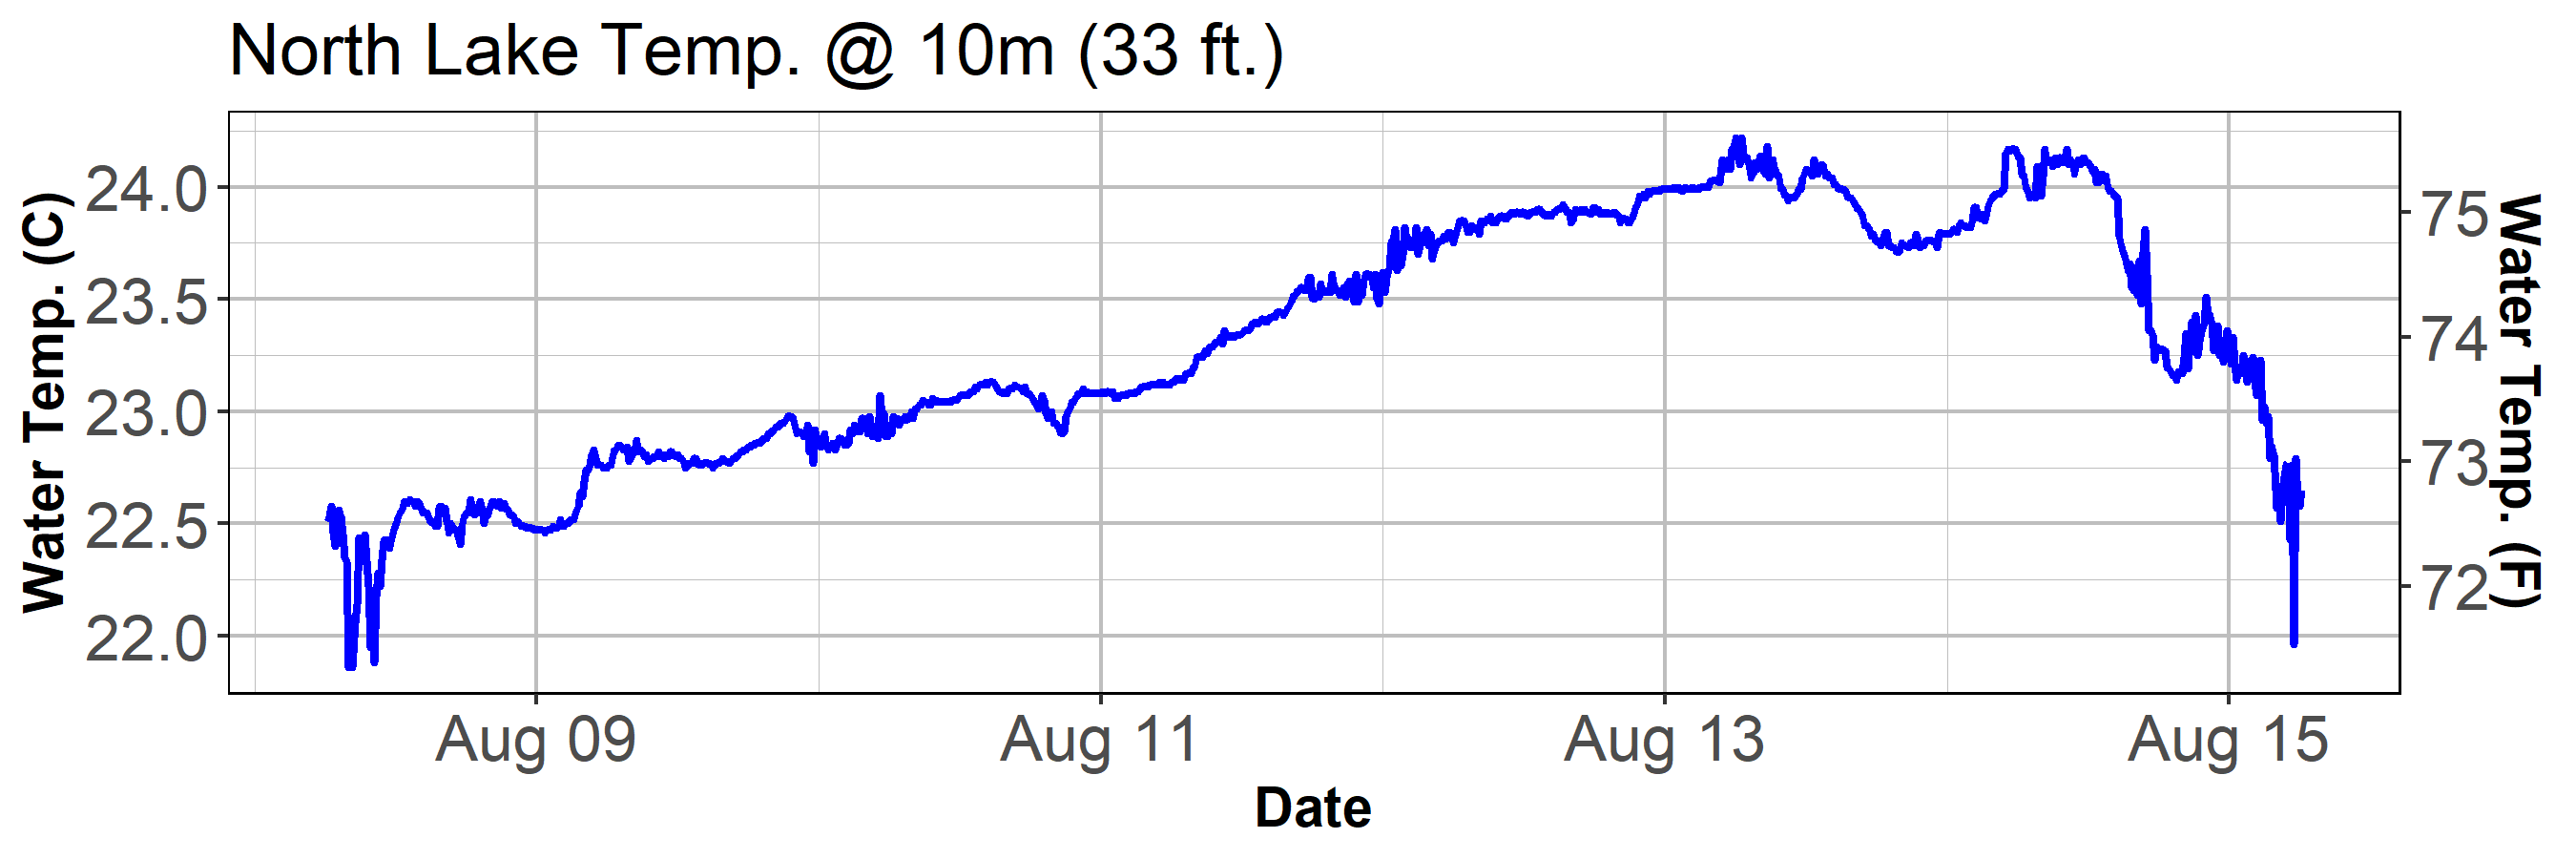 North Lake Temp. @ 10m (33 ft.)
Water Temp. (C)
24.0
23.5
23.0
22.5
22.0
75
74
73
72
Water Temp. (F)
Aug 09
Aug 11
Aug 13
Aug 15
Date